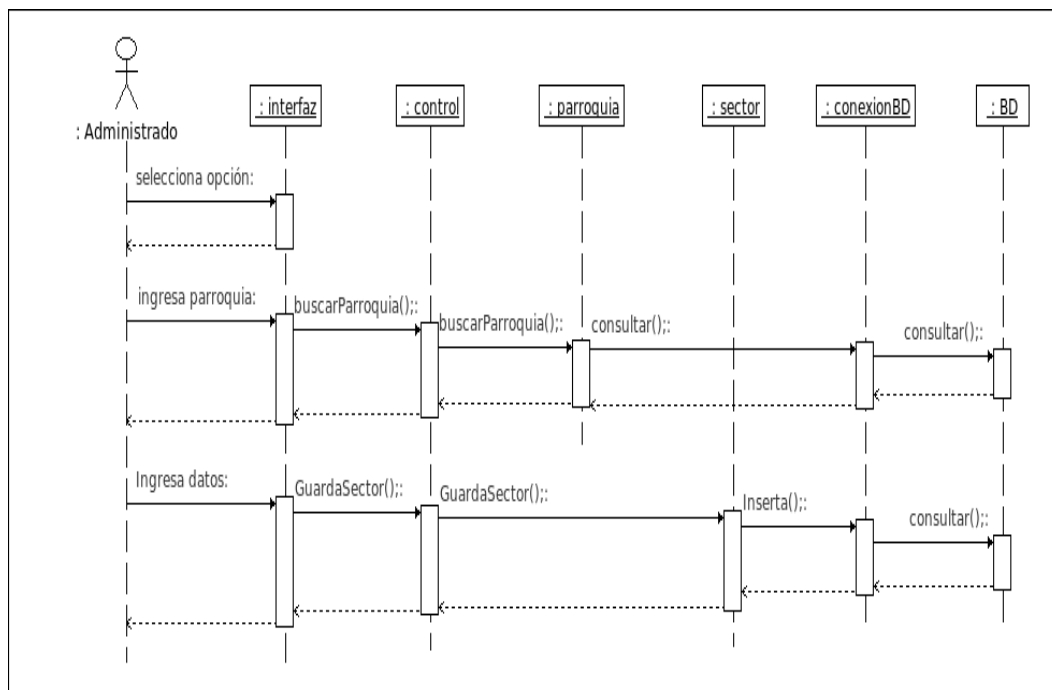 : Administrado
: interfaz
: control
: parroquia
: sector
: conexionBD
: BD
selecciona opción:
ingresa parroquia:
buscarParroquia();:
buscarParroquia();:
consultar();:
consultar();:
Ingresa datos:
GuardaSector();:
GuardaSector();:
Inserta();:
consultar();: